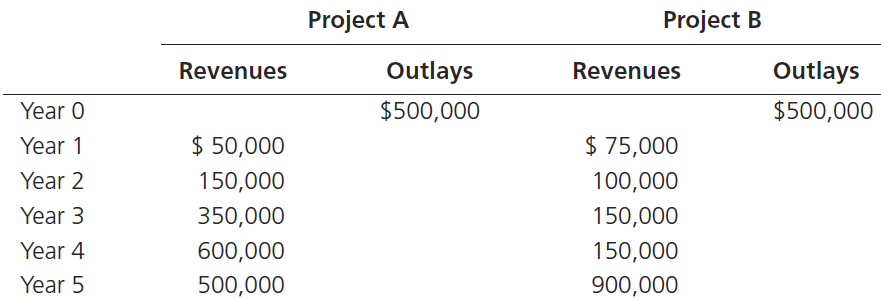 Project A Project B
Revenues Outlays Revenues Outlays
Year 0 $500,000 $500,000
Year 1 $ 50,000 $ 75,000
Year 2 150,000 100,000
Year 3 350,000 150,000
Year 4 600,000 150,000
Year 5 500,000 900,000